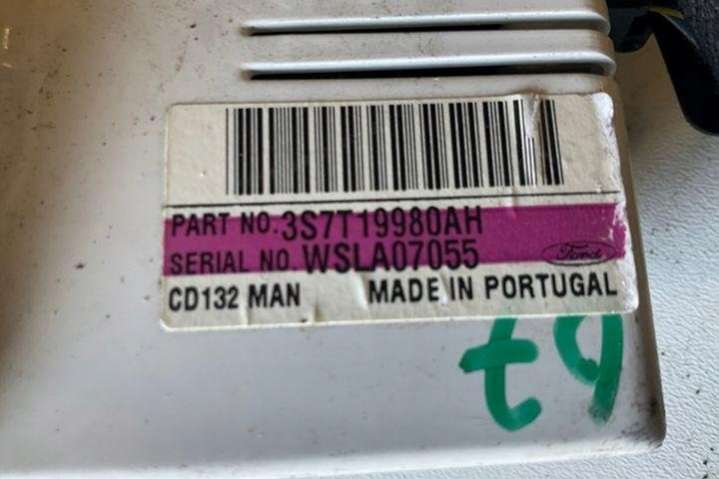 PART NO. 3S7T19980AH
SERIAL NO. WSLA07055
Ford
CD132 MAN MADE IN PORTUGAL